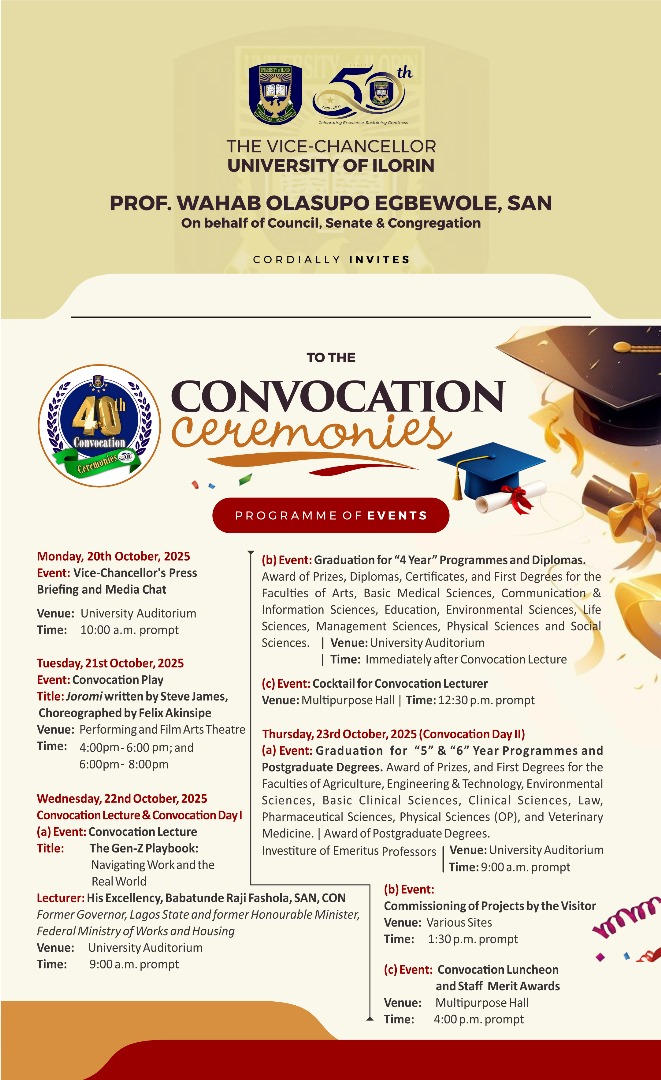 UNIVERSITY OF ILORIN
50th
THE VICE-CHANCELLOR
UNIVERSITY OF ILORIN
PROF. WAHAB OLASUPO EGBEWOLE, SAN
On behalf of Council, Senate & Congregation
CORDIALLY INVITES
TO THE
CONVOCATION
ceremonies
40th
Convocation
Ceremonies
PROGRAMME OF EVENTS
Monday, 20th October, 2025
Event: Vice-Chancellor's Press
Briefing and Media Chat
Venue: University Auditorium
Time: 10:00 a.m. prompt
Tuesday, 21st October, 2025
Event: Convocation Play
Title: Joromi written by Steve James,
Choreographed by Felix Akinsipe
Venue: Performing and Film Arts Theatre
Time: 4:00pm - 6:00 pm; and
6:00pm - 8:00pm
Wednesday, 22nd October, 2025
Convocation Lecture & Convocation Day I
(a) Event: Convocation Lecture
Title: The Gen-Z Playbook:
Navigating Work and the
Real World
Lecturer: His Excellency, Babatunde Raji Fashola, SAN, CON
Former Governor, Lagos State and former Honourable Minister,
Federal Ministry of Works and Housing
Venue: University Auditorium
Time: 9:00 a.m. prompt
(b) Event: Graduation for “4 Year” Programmes and Diplomas.
Award of Prizes, Diplomas, Certificates, and First Degrees for the
Faculties of Arts, Basic Medical Sciences, Communication &
Information Sciences, Education, Environmental Sciences, Life
Sciences, Management Sciences, Physical Sciences and Social
Sciences. | Venue: University Auditorium
| Time: Immediately after Convocation Lecture
(c) Event: Cocktail for Convocation Lecturer
Venue: Multipurpose Hall | Time: 12:30 p.m. prompt
Thursday, 23rd October, 2025 (Convocation Day II)
(a) Event: Graduation for “5” & “6” Year Programmes and
Postgraduate Degrees. Award of Prizes, and First Degrees for the
Faculties of Agriculture, Engineering & Technology, Environmental
Sciences, Basic Clinical Sciences, Clinical Sciences, Law,
Pharmaceutical Sciences, Physical Sciences (OP), and Veterinary
Medicine. | Award of Postgraduate Degrees.
Investiture of Emeritus Professors | Venue: University Auditorium
Time: 9:00 a.m. prompt
(b) Event:
Commissioning of Projects by the Visitor
Venue: Various Sites
Time: 1:30 p.m. prompt
(c) Event: Convocation Luncheon
and Staff Merit Awards
Venue: Multipurpose Hall
Time: 4:00 p.m. prompt